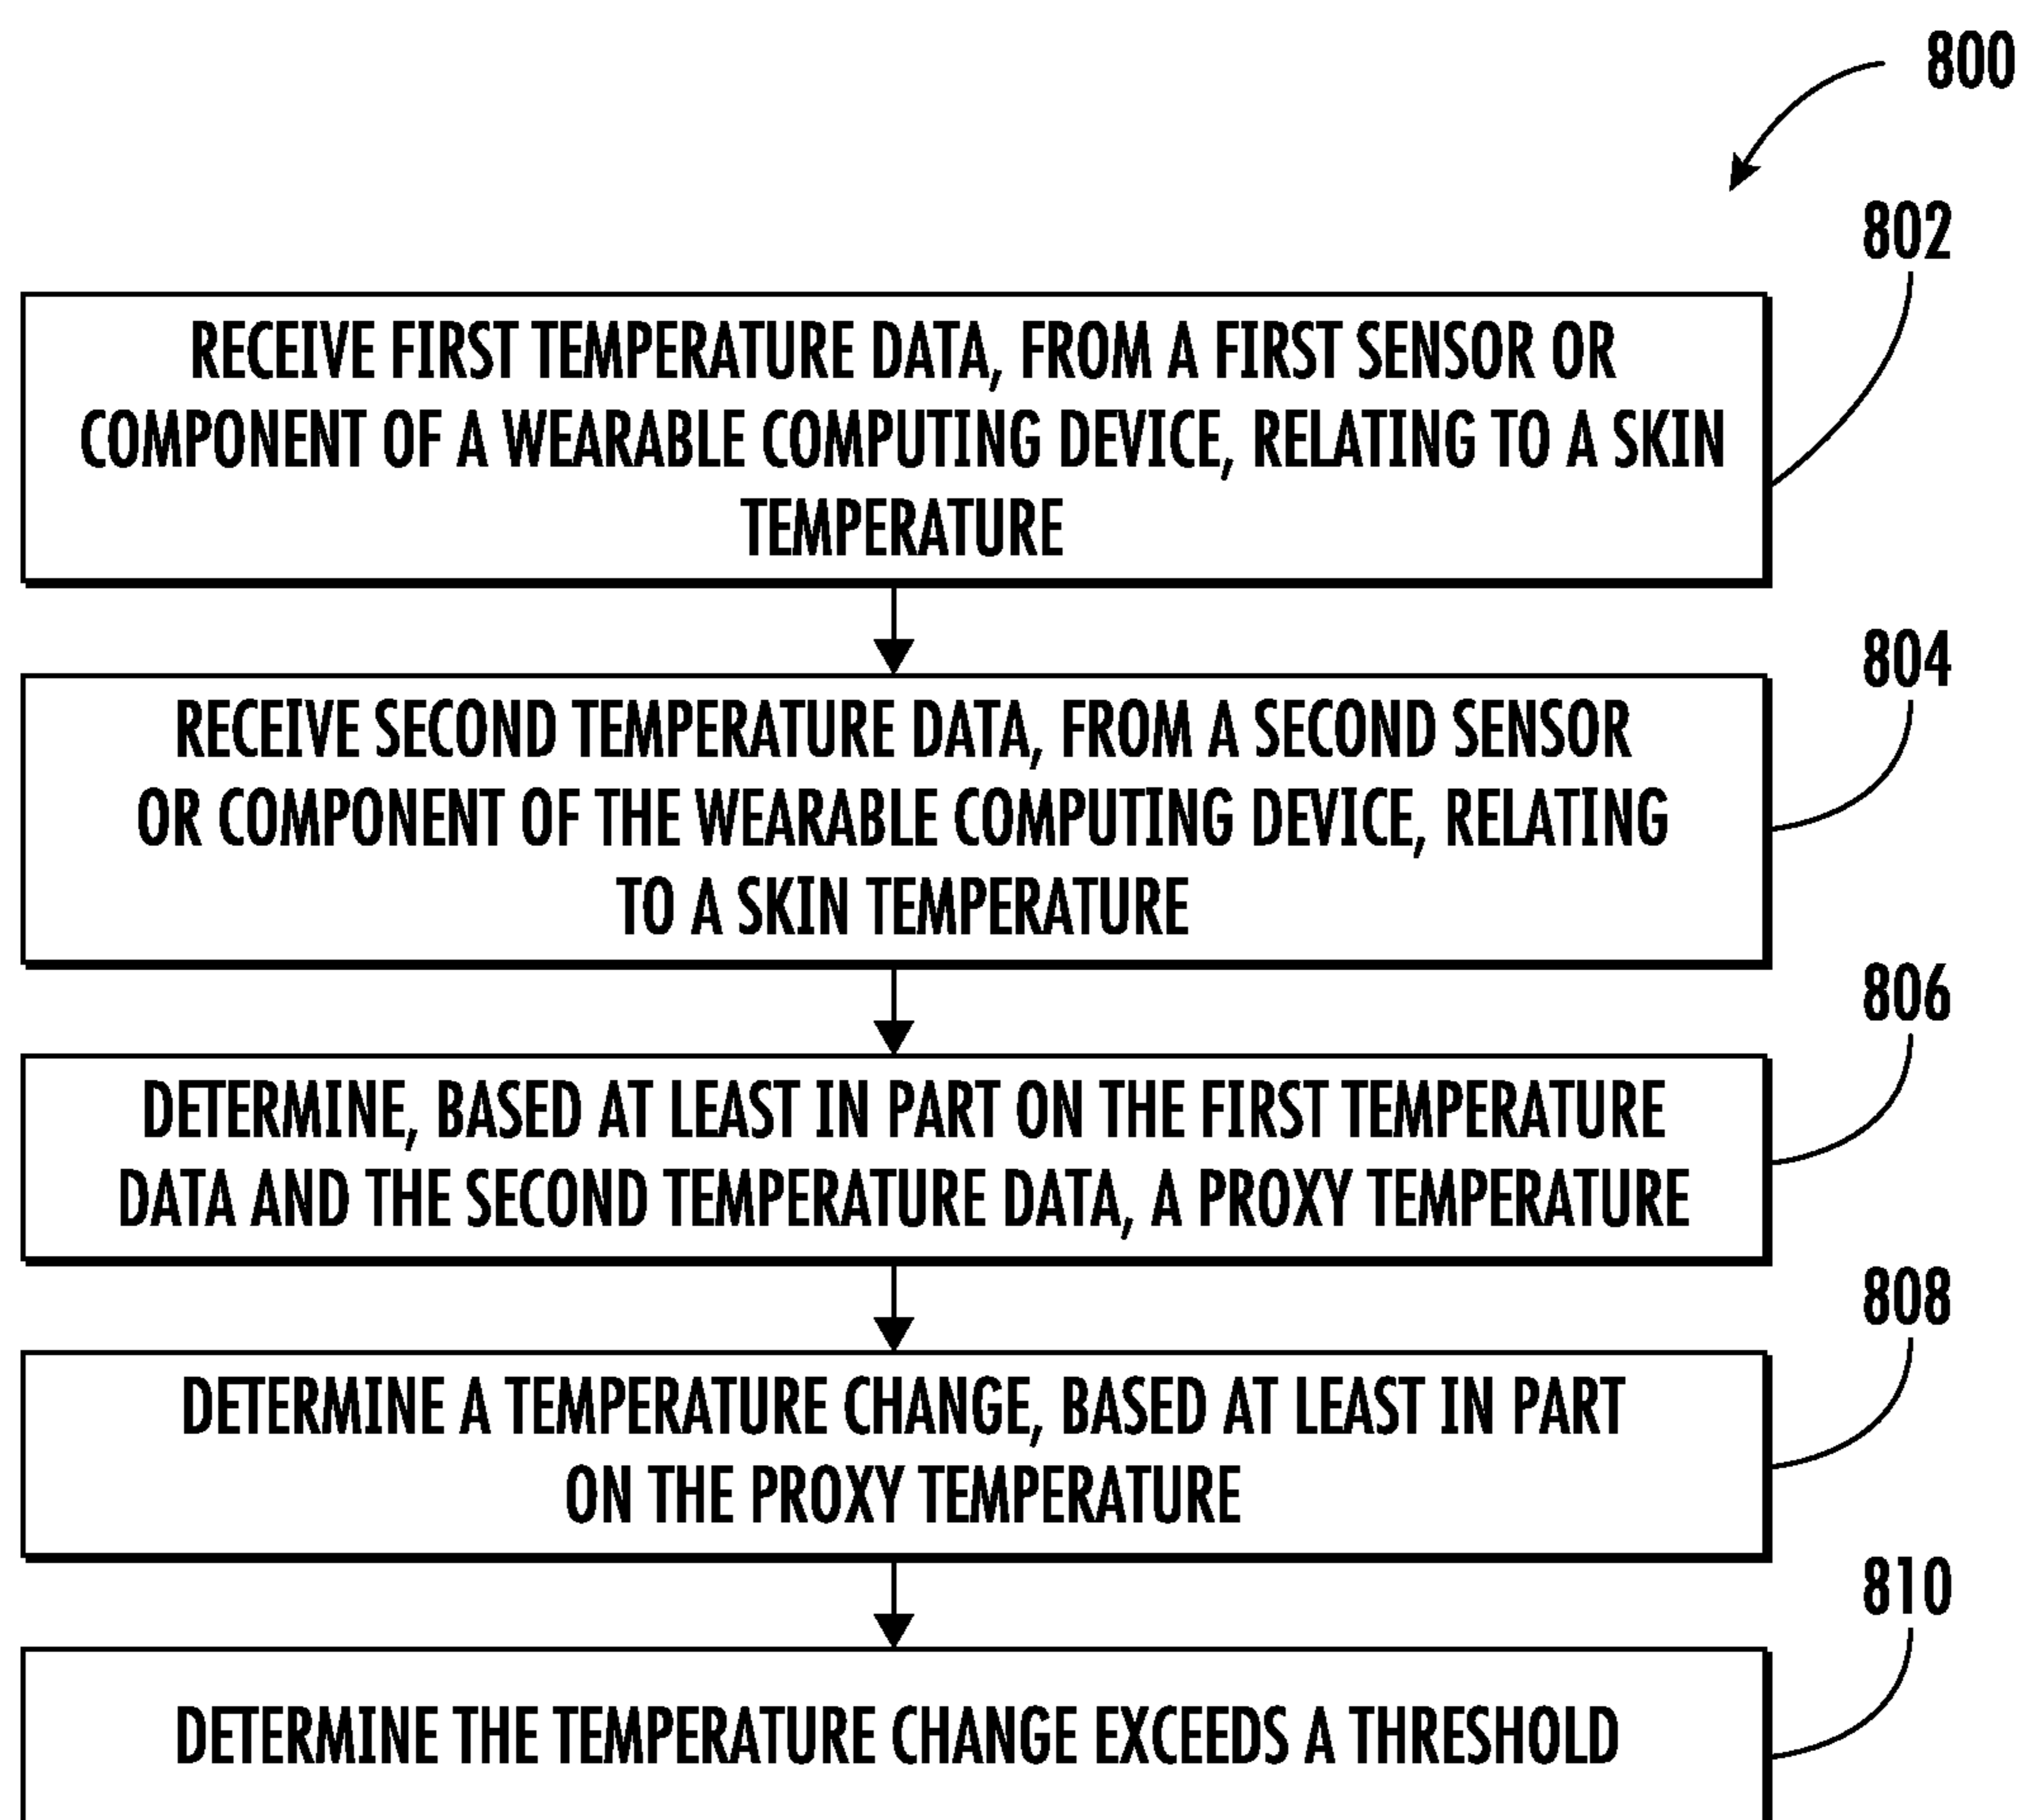 800
802
RECEIVE FIRST TEMPERATURE DATA, FROM A FIRST SENSOR OR
COMPONENT OF A WEARABLE COMPUTING DEVICE, RELATING TO A SKIN
TEMPERATURE
804
RECEIVE SECOND TEMPERATURE DATA, FROM A SECOND SENSOR
OR COMPONENT OF THE WEARABLE COMPUTING DEVICE, RELATING
TO A SKIN TEMPERATURE
806
DETERMINE, BASED AT LEAST IN PART ON THE FIRST TEMPERATURE
DATA AND THE SECOND TEMPERATURE DATA, A PROXY TEMPERATURE
808
DETERMINE A TEMPERATURE CHANGE, BASED AT LEAST IN PART
ON THE PROXY TEMPERATURE
810
DETERMINE THE TEMPERATURE CHANGE EXCEEDS A THRESHOLD